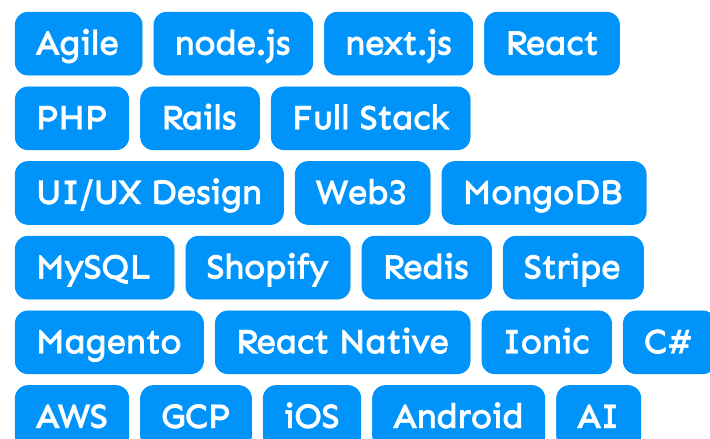 Agile node.js next.js React
PHP Rails Full Stack
UI/UX Design Web3 MongoDB
MySQL Shopify Redis Stripe
Magento React Native Ionic C#
AWS GCP iOS Android AI